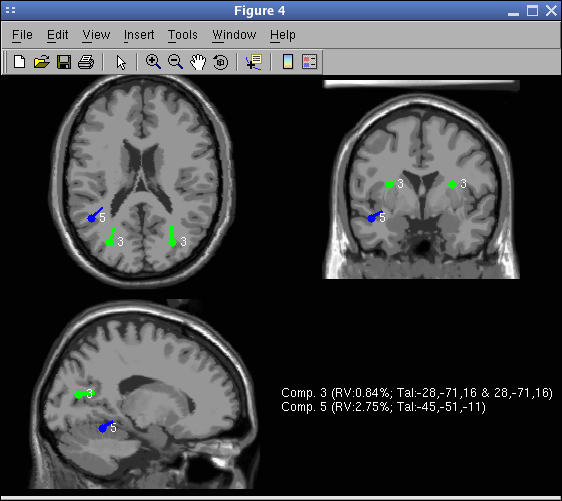 Figure 4
File Edit View Insert Tools Window Help
5
3
3
3
3
5
3
5
Comp. 3 (RV:0.84%; Tal:-28,-71,16 & 28,-71,16)
Comp. 5 (RV:2.75%; Tal:-45,-51,-11)